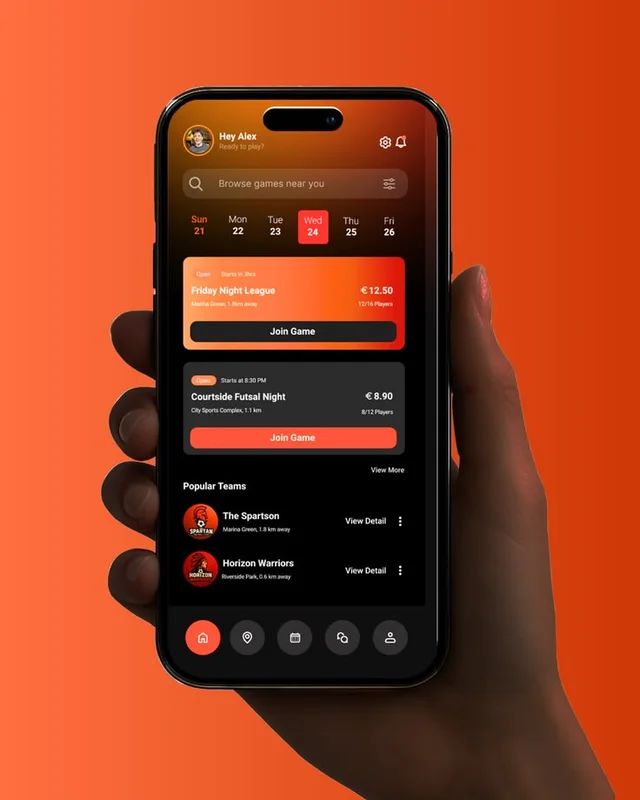 Hey Alex
Ready to play?
Browse games near you
Sun Mon Tue Wed Thu Fri
21 22 23 24 25 26
Open Starts in 3hrs
Friday Night League €12.50
Marina Green, 1.8km away 12/16 Players
Join Game
Open Starts at 8:30 PM
Courtside Futsal Night €8.90
City Sports Complex, 1.1 km 8/12 Players
Join Game
View More
Popular Teams
SPARTAN
The Spartson View Detail
Marina Green, 1.8 km away
HORIZON
Horizon Warriors View Detail
Riverside Park, 0.6 km away